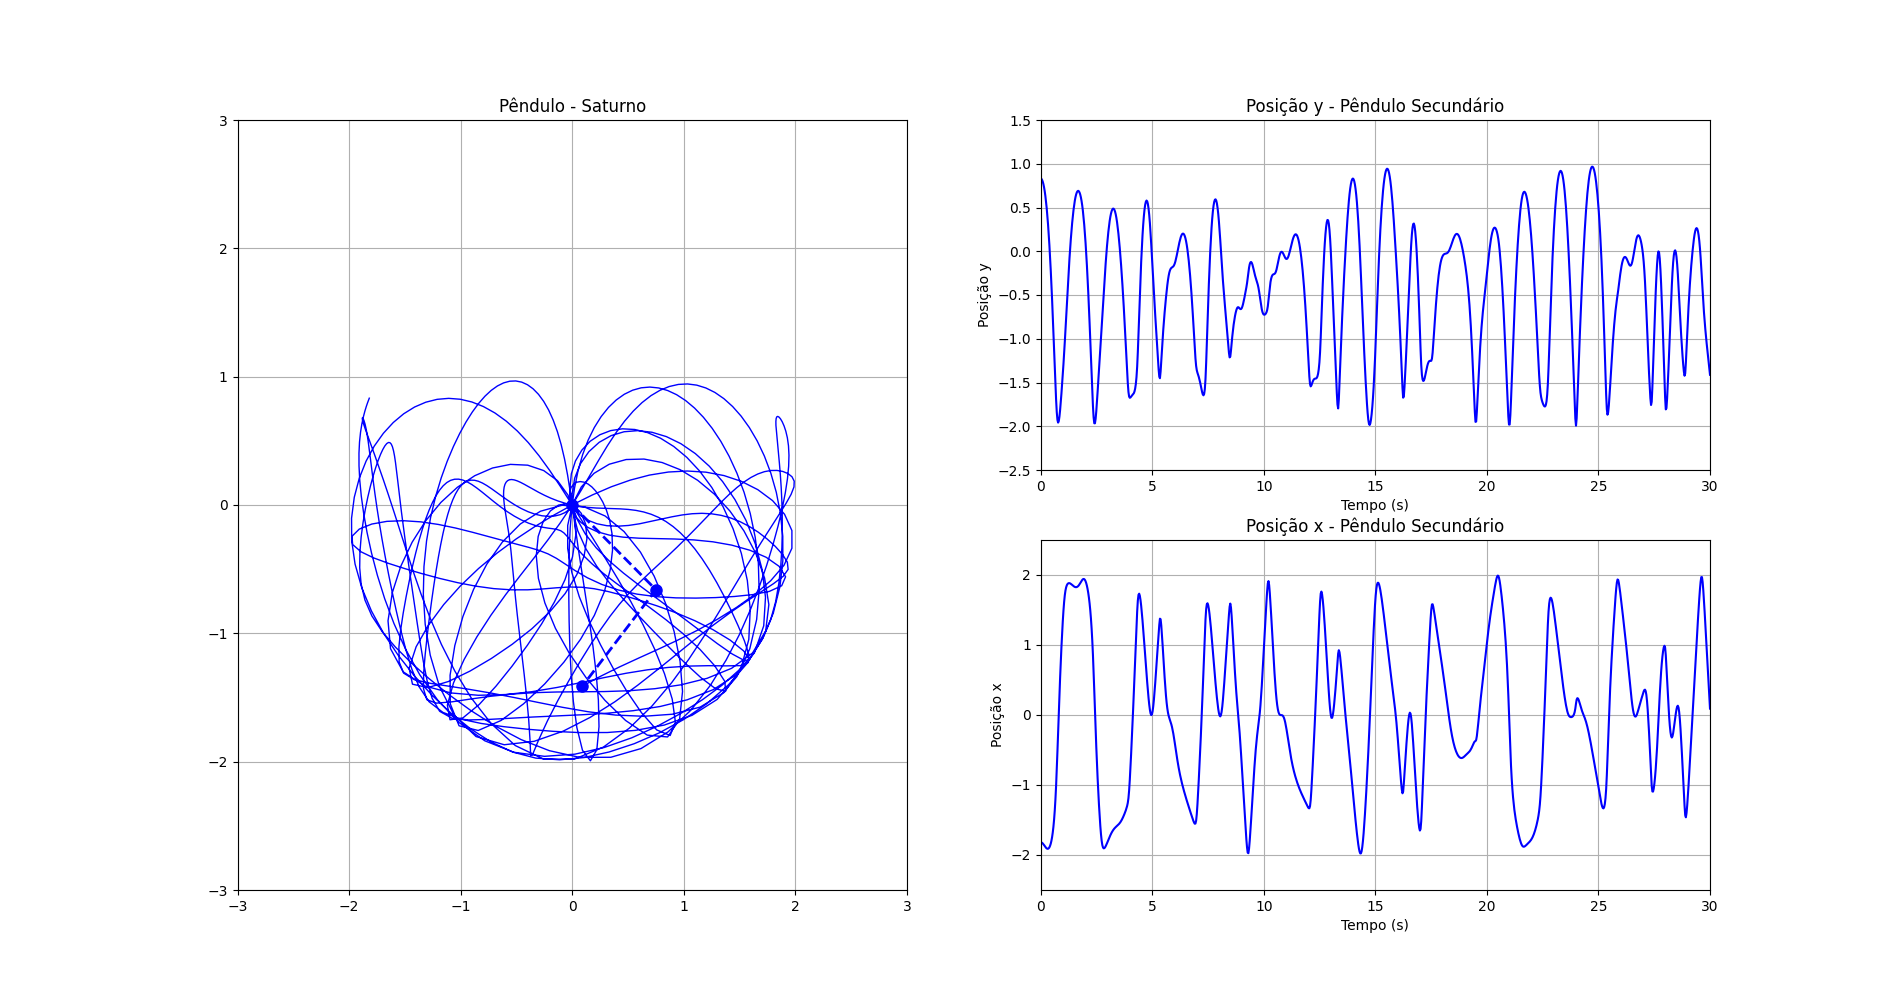 Pêndulo - Saturno
3
2
1
0
−1
−2
−3
−3 −2 −1 0 1 2 3
Posição y - Pêndulo Secundário
1.5
1.0
0.5
0.0
−0.5
−1.0
−1.5
−2.0
−2.5
Posição y
0 5 10 15 20 25 30
Tempo (s)
Posição x - Pêndulo Secundário
2
1
0
−1
−2
Posição x
0 5 10 15 20 25 30
Tempo (s)